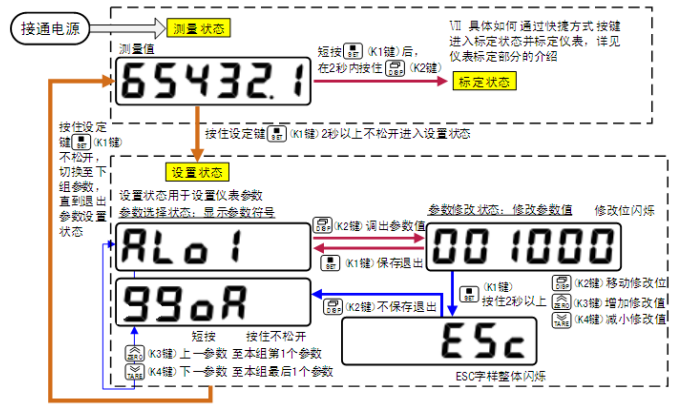 接通电源
测量状态
测量值
65432.1
短按 SET (K1键)后，
在2秒内按住 DISP (K2键)
Ⅶ 具体如何通过快捷方式按键
进入标定状态并标定仪表，详见
仪表标定部分的介绍
标定状态
按住设定
键 SET (K1键)
不松开，
切换至下
组参数，
直到退出
参数设置
状态
按住设定键 SET (K1键)2秒以上不松开进入设置状态
设置状态
设置状态用于设置仪表参数
参数选择状态：显示参数符号
ALo1
DISP (K2键)调出参数值
SET (K1键)保存退出
参数修改状态：修改参数值 修改位闪烁
001000
99oA
DISP (K2键)不保存退出
SET (K1键)
按住2秒以上
DISP (K2键)移动修改位
ZERO (K3键)增加修改值
TARE (K4键)减小修改值
ESc
ESC字样整体闪烁
短按 按住不松开
ZERO (K3键)上一参数 至本组第1个参数
TARE (K4键)下一参数 至本组最后1个参数